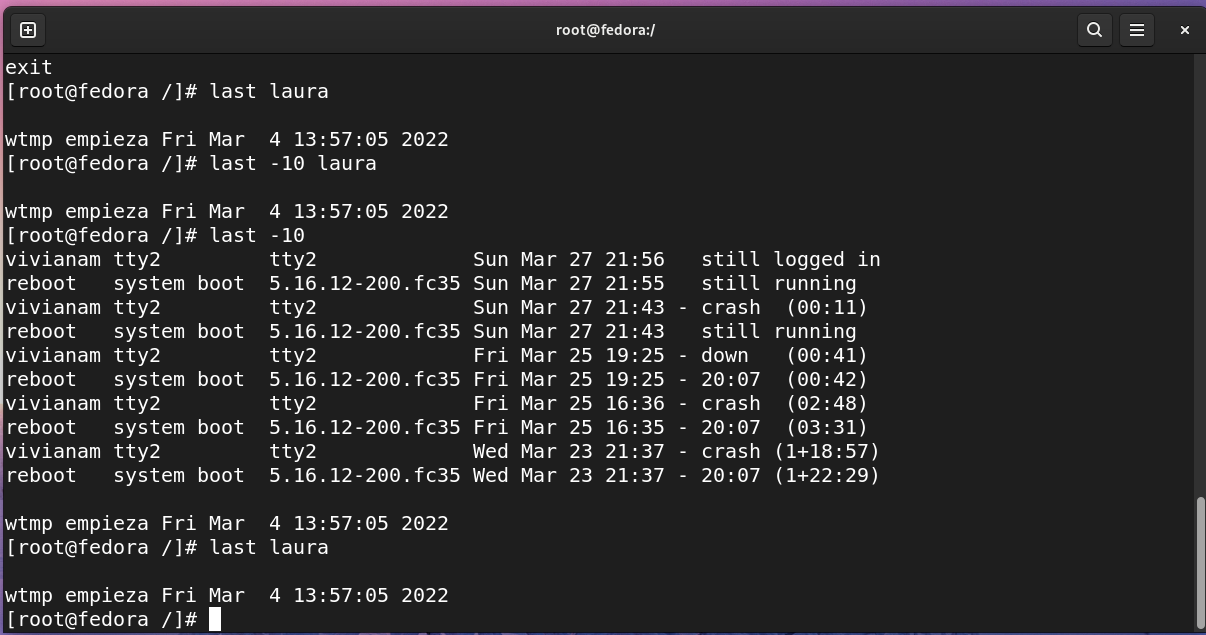 root@fedora:/
exit
[root@fedora /]# last laura

wtmp empieza Fri Mar  4 13:57:05 2022
[root@fedora /]# last -10 laura

wtmp empieza Fri Mar  4 13:57:05 2022
[root@fedora /]# last -10
vivianam tty2         tty2             Sun Mar 27 21:56   still logged in
reboot   system boot  5.16.12-200.fc35 Sun Mar 27 21:55   still running
vivianam tty2         tty2             Sun Mar 27 21:43 - crash  (00:11)
reboot   system boot  5.16.12-200.fc35 Sun Mar 27 21:43   still running
vivianam tty2         tty2             Fri Mar 25 19:25 - down   (00:41)
reboot   system boot  5.16.12-200.fc35 Fri Mar 25 19:25 - 20:07  (00:42)
vivianam tty2         tty2             Fri Mar 25 16:36 - crash  (02:48)
reboot   system boot  5.16.12-200.fc35 Fri Mar 25 16:35 - 20:07  (03:31)
vivianam tty2         tty2             Wed Mar 23 21:37 - crash (1+18:57)
reboot   system boot  5.16.12-200.fc35 Wed Mar 23 21:37 - 20:07 (1+22:29)

wtmp empieza Fri Mar  4 13:57:05 2022
[root@fedora /]# last laura

wtmp empieza Fri Mar  4 13:57:05 2022
[root@fedora /]#